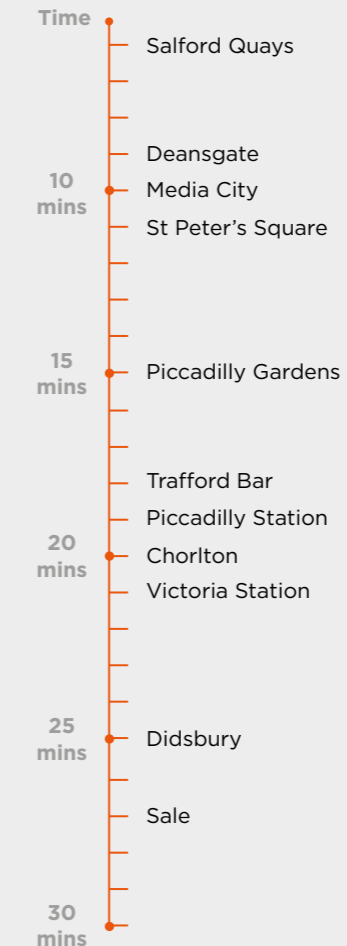 Time
Salford Quays
Deansgate
10
mins
Media City
St Peter’s Square
15
mins
Piccadilly Gardens
Trafford Bar
Piccadilly Station
20
mins
Chorlton
Victoria Station
25
mins
Didsbury
Sale
30
mins